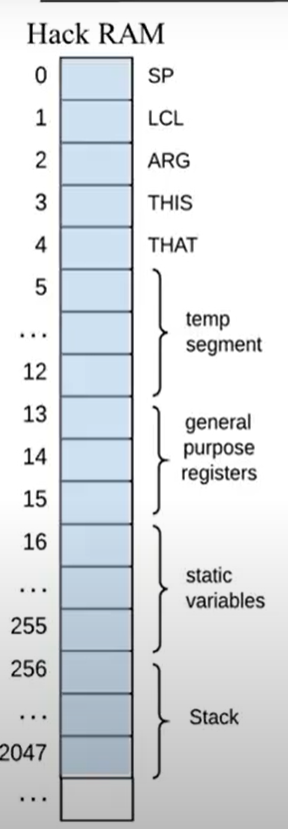 Hack RAM
0 SP
1 LCL
2 ARG
3 THIS
4 THAT
5
temp
...
segment
12
13
general
14
purpose
registers
15
16
static
...
variables
255
256
...
Stack
2047
...